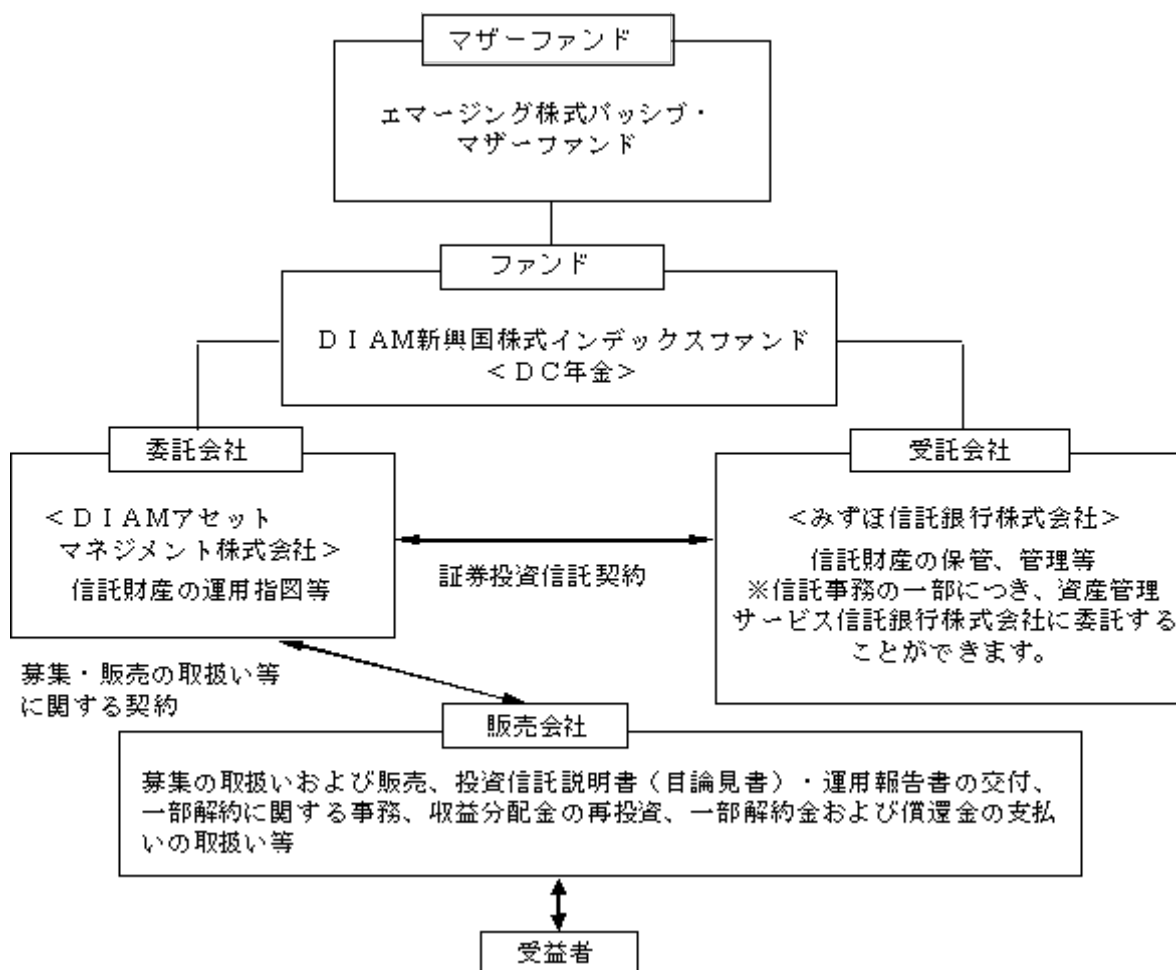 マザーファンド
エマージング株式パッシブ・
マザーファンド
ファンド
ＤＩＡＭ新興国株式インデックスファンド
＜ＤＣ年金＞
委託会社
＜ＤＩＡＭアセット
マネジメント株式会社＞
信託財産の運用指図等
証券投資信託契約
受託会社
＜みずほ信託銀行株式会社＞
信託財産の保管、管理等
※信託事務の一部につき、資産管理
サービス信託銀行株式会社に委託する
ことができます。
募集・販売の取扱い等
に関する契約
販売会社
募集の取扱いおよび販売、投資信託説明書（目論見書）・運用報告書の交付、
一部解約に関する事務、収益分配金の再投資、一部解約金および償還金の支払
いの取扱い等
受益者